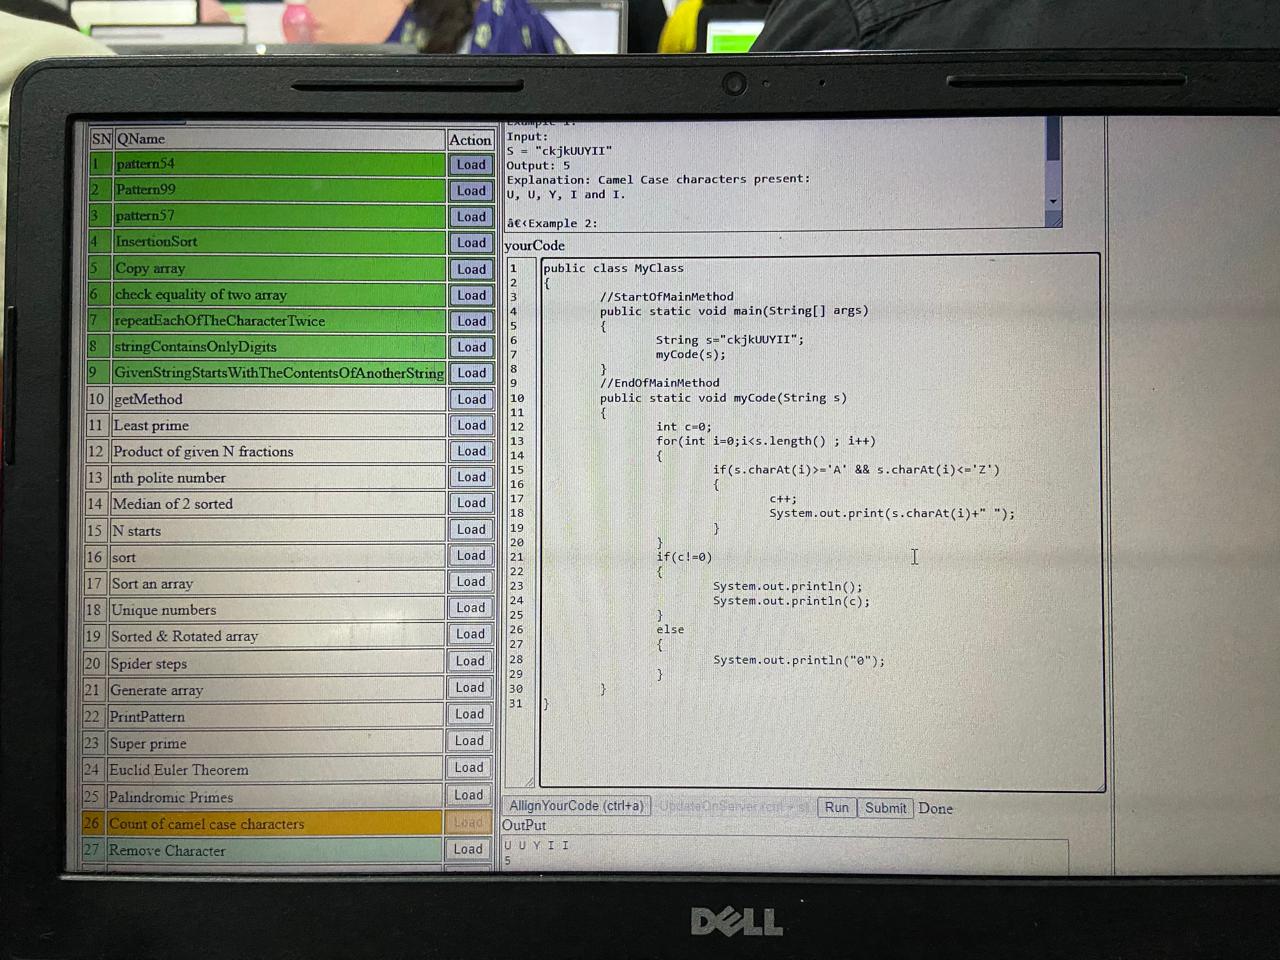 SN QName Action
1 pattern54 Load
2 Pattern99 Load
3 pattern57 Load
4 InsertionSort Load
5 Copy array Load
6 check equality of two array Load
7 repeatEachOfTheCharacterTwice Load
8 stringContainsOnlyDigits Load
9 GivenStringStartsWithTheContentsOfAnotherString Load
10 getMethod Load
11 Least prime Load
12 Product of given N fractions Load
13 nth polite number Load
14 Median of 2 sorted Load
15 N starts Load
16 sort Load
17 Sort an array Load
18 Unique numbers Load
19 Sorted & Rotated array Load
20 Spider steps Load
21 Generate array Load
22 PrintPattern Load
23 Super prime Load
24 Euclid Euler Theorem Load
25 Palindromic Primes Load
26 Count of camel case characters Load
27 Remove Character Load
Example 1:
Input:
S = "ckjkUUYII"
Output: 5
Explanation: Camel Case characters present:
U, U, Y, I and I.
â€‹Example 2:
yourCode
1 public class MyClass
2 {
3 //StartOfMainMethod
4 public static void main(String[] args)
5 {
6 String s="ckjkUUYII";
7 myCode(s);
8 }
9 //EndOfMainMethod
10 public static void myCode(String s)
11 {
12 int c=0;
13 for(int i=0;i<s.length() ; i++)
14 {
15 if(s.charAt(i)>='A' && s.charAt(i)<='Z')
16 {
17 c++;
18 System.out.print(s.charAt(i)+" ");
19 }
20 }
21 if(c!=0)
22 {
23 System.out.println();
24 System.out.println(c);
25 }
26 else
27 {
28 System.out.println("0");
29 }
30 }
31 }
AllignYourCode (ctrl+a) UpdateOnServer (ctrl + s) Run Submit Done
OutPut
U U Y I I
5
DELL